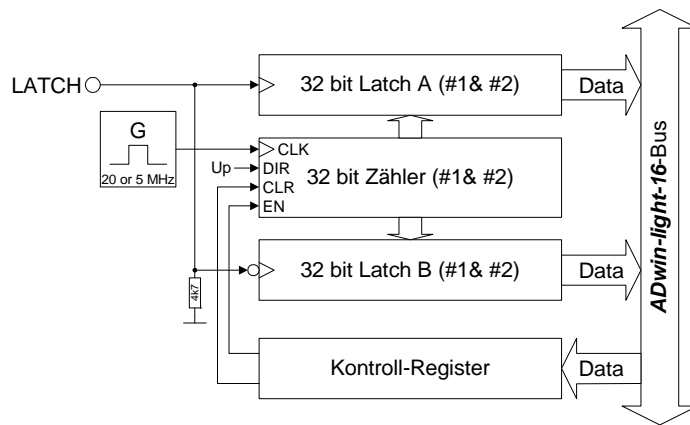 LATCH
32 bit Latch A (#1& #2)
Data
G
20 or 5 MHz
CLK
Up
DIR
CLR
EN
32 bit Zähler (#1& #2)
32 bit Latch B (#1& #2)
Data
4k7
Kontroll-Register
Data
ADwin-light-16-Bus